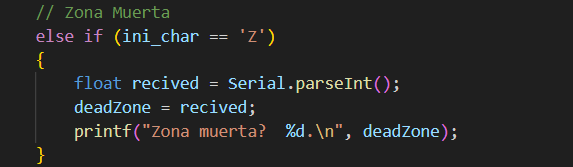 // Zona Muerta
else if (ini_char == 'Z')
{
float recived = Serial.parseInt();
deadZone = recived;
printf("Zona muerta?  %d.\n", deadZone);
}